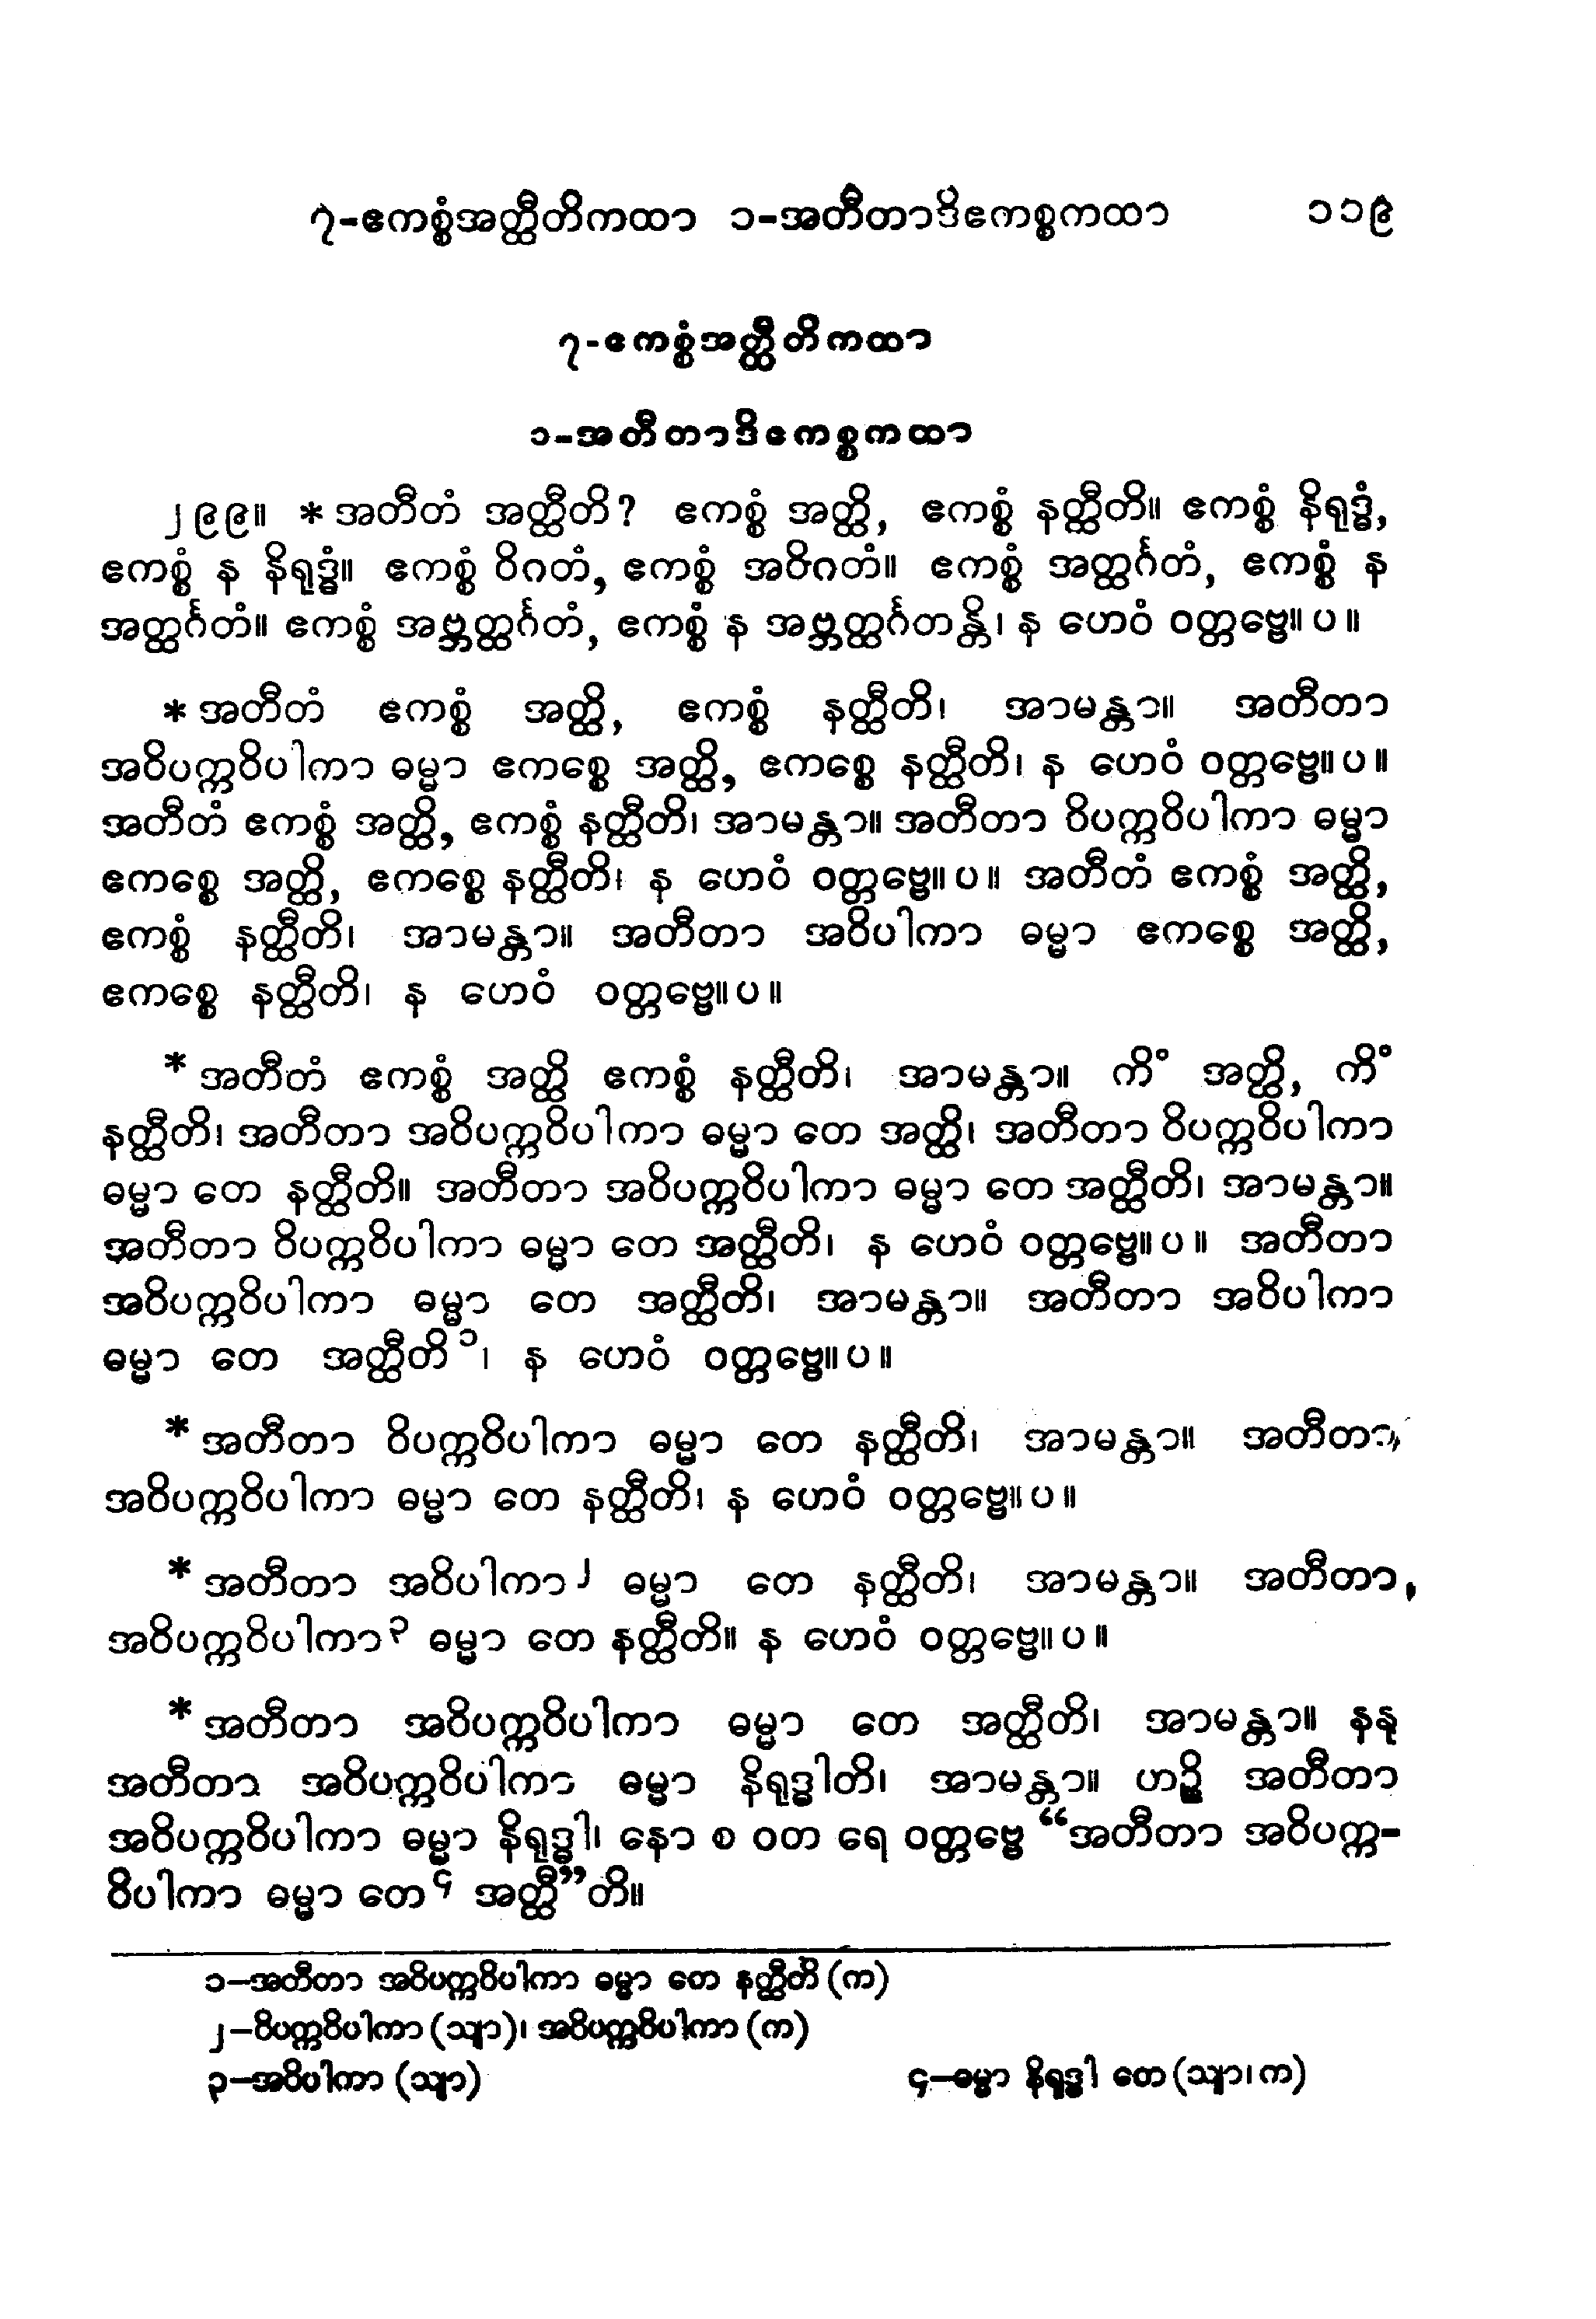 ၇-ဧကစ္စံအတ္ထီတိကထာ ၁-အတီတာဒိဧကစ္စကထာ ၁၁၉
၇-ဧကစ္စံအတ္ထီတိကထာ
၁-အတီတာဒိဧကစ္စကထာ
၂၉၉။ *အတီတံ အတ္ထီတိ? ဧကစ္စံ အတ္ထိ, ဧကစ္စံ နတ္ထီတိ။ ဧကစ္စံ နိရုဒ္ဓံ,
ဧကစ္စံ န နိရုဒ္ဓံ။ ဧကစ္စံ ဝိဂတံ, ဧကစ္စံ အဝိဂတံ။ ဧကစ္စံ အတ္ထင်္ဂတံ, ဧကစ္စံ န
အတ္ထင်္ဂတံ။ ဧကစ္စံ အဗ္ဘတ္ထင်္ဂတံ, ဧကစ္စံ န အဗ္ဘတ္ထင်္ဂတန္တိ၊ န ဟေဝံ ဝတ္တဗ္ဗေ။ ပ ။
*အတီတံ ဧကစ္စံ အတ္ထိ, ဧကစ္စံ နတ္ထီတိ၊ အာမန္တာ။ အတီတာ
အဝိပက္ကဝိပါကာ ဓမ္မာ ဧကစ္စေ အတ္ထိ, ဧကစ္စေ နတ္ထီတိ၊ န ဟေဝံ ဝတ္တဗ္ဗေ။ ပ ။
အတီတံ ဧကစ္စံ အတ္ထိ, ဧကစ္စံ နတ္ထီတိ၊ အာမန္တာ။ အတီတာ ဝိပက္ကဝိပါကာ ဓမ္မာ
ဧကစ္စေ အတ္ထိ, ဧကစ္စေ နတ္ထီတိ၊ န ဟေဝံ ဝတ္တဗ္ဗေ။ ပ ။ အတီတံ ဧကစ္စံ အတ္ထိ,
ဧကစ္စံ နတ္ထီတိ၊ အာမန္တာ။ အတီတာ အဝိပါကာ ဓမ္မာ ဧကစ္စေ အတ္ထိ,
ဧကစ္စေ နတ္ထီတိ၊ န ဟေဝံ ဝတ္တဗ္ဗေ။ ပ ။
* အတီတံ ဧကစ္စံ အတ္ထိ ဧကစ္စံ နတ္ထီတိ၊ အာမန္တာ။ ကိံ အတ္ထိ, ကိံ
နတ္ထီတိ၊ အတီတာ အဝိပက္ကဝိပါကာ ဓမ္မာ တေ အတ္ထိ၊ အတီတာ ဝိပက္ကဝိပါကာ
ဓမ္မာ တေ နတ္ထီတိ။ အတီတာ အဝိပက္ကဝိပါကာ ဓမ္မာ တေ အတ္ထီတိ၊ အာမန္တာ။
အတီတာ ဝိပက္ကဝိပါကာ ဓမ္မာ တေ အတ္ထီတိ၊ န ဟေဝံ ဝတ္တဗ္ဗေ။ ပ ။ အတီတာ
အဝိပက္ကဝိပါကာ ဓမ္မာ တေ အတ္ထီတိ၊ အာမန္တာ။ အတီတာ အဝိပါကာ
ဓမ္မာ တေ အတ္ထီတိ ၁၊ န ဟေဝံ ဝတ္တဗ္ဗေ။ ပ ။
* အတီတာ ဝိပက္ကဝိပါကာ ဓမ္မာ တေ နတ္ထီတိ၊ အာမန္တာ။ အတီတာ
အဝိပက္ကဝိပါကာ ဓမ္မာ တေ နတ္ထီတိ၊ န ဟေဝံ ဝတ္တဗ္ဗေ။ ပ ။
* အတီတာ အဝိပါကာ ၂ ဓမ္မာ တေ နတ္ထီတိ၊ အာမန္တာ။ အတီတာ,
အဝိပက္ကဝိပါကာ ၃ ဓမ္မာ တေ နတ္ထီတိ။ န ဟေဝံ ဝတ္တဗ္ဗေ။ ပ ။
* အတီတာ အဝိပက္ကဝိပါကာ ဓမ္မာ တေ အတ္ထီတိ၊ အာမန္တာ။ နနု
အတီတာ အဝိပက္ကဝိပါကာ ဓမ္မာ နိရုဒ္ဓါတိ၊ အာမန္တာ။ ဟဉ္စိ အတီတာ
အဝိပက္ကဝိပါကာ ဓမ္မာ နိရုဒ္ဓါ၊ နော စ ဝတ ရေ ဝတ္တဗ္ဗေ “အတီတာ အဝိပက္က-
ဝိပါကာ ဓမ္မာ တေ ၄ အတ္ထီ”တိ။
၁–အတီတာ အဝိပက္ကဝိပါကာ ဓမ္မာ တေ နတ္ထီတိ (က)
၂–ဝိပက္ကဝိပါကာ (သျာ)၊ အဝိပက္ကဝိပါကာ (က)
၃–အဝိပါကာ (သျာ) ၄–ဓမ္မာ နိရုဒ္ဓါ တေ (သျာ၊ က)